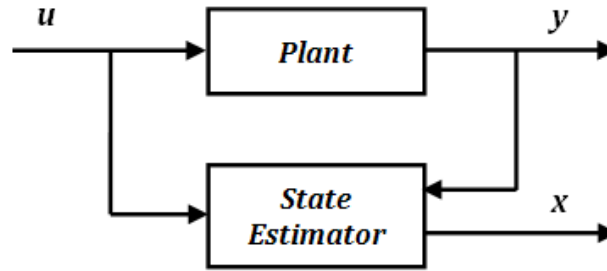 u
y
Plant
State
Estimator
x